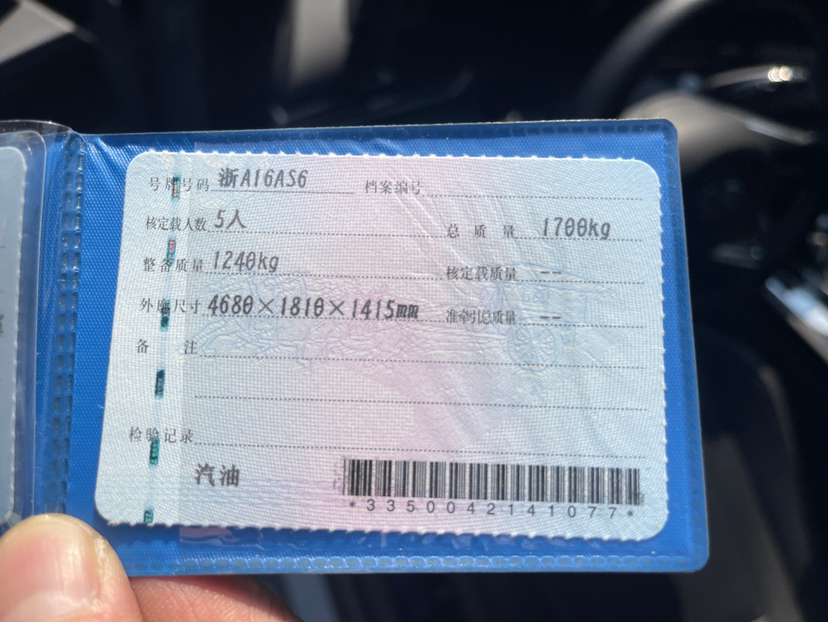 号牌号码 浙A16AS6 档案编号
核定载人数 5人 总质量 1700kg
整备质量 1240kg 核定载质量 --
外廓尺寸 4680×1810×1415mm 准牵引总质量 --
备注
检验记录
汽油
*3350042141077*